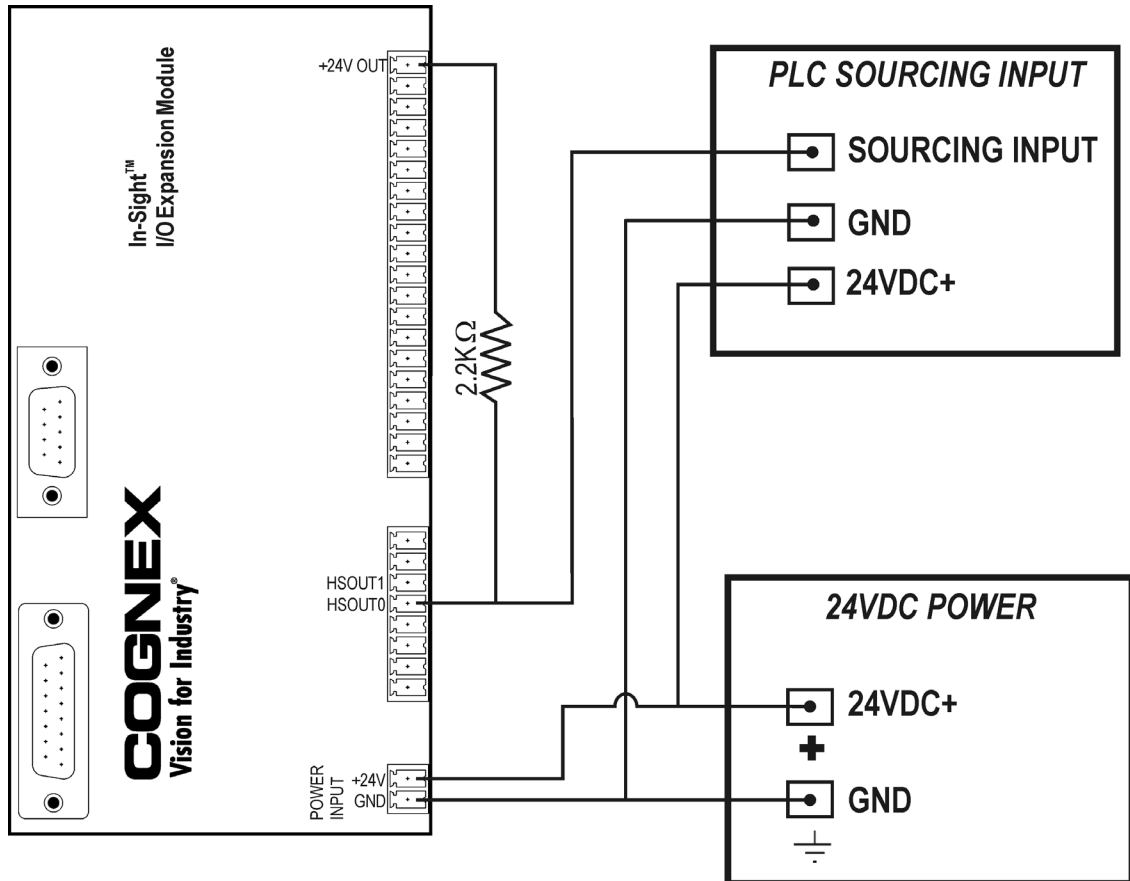 +24V OUT
In-Sight™
I/O Expansion Module
2.2KΩ
COGNEX
Vision for Industry®
HSOUT1
HSOUT0
POWER
INPUT
+24V
GND
PLC SOURCING INPUT
SOURCING INPUT
GND
24VDC+
24VDC POWER
24VDC+
+
GND